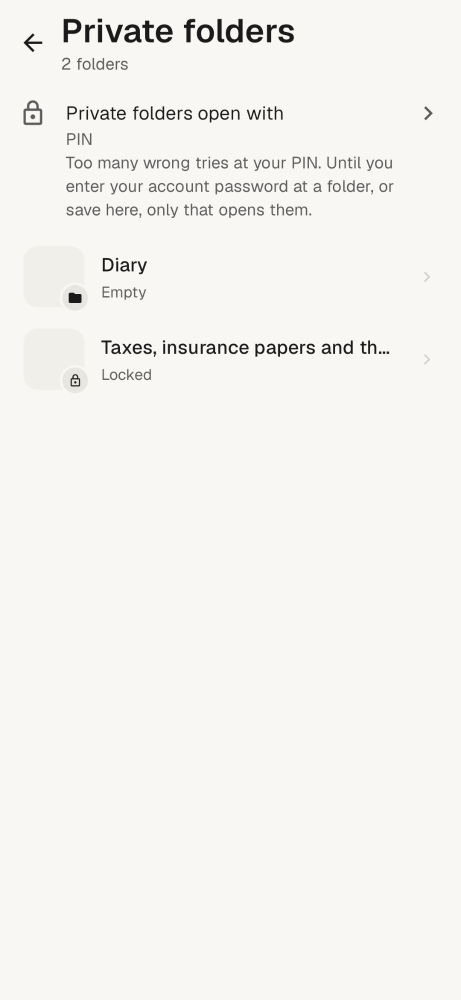 Private folders
2 folders
Private folders open with
PIN
Too many wrong tries at your PIN. Until you
enter your account password at a folder, or
save here, only that opens them.
Diary
Empty
Taxes, insurance papers and th...
Locked